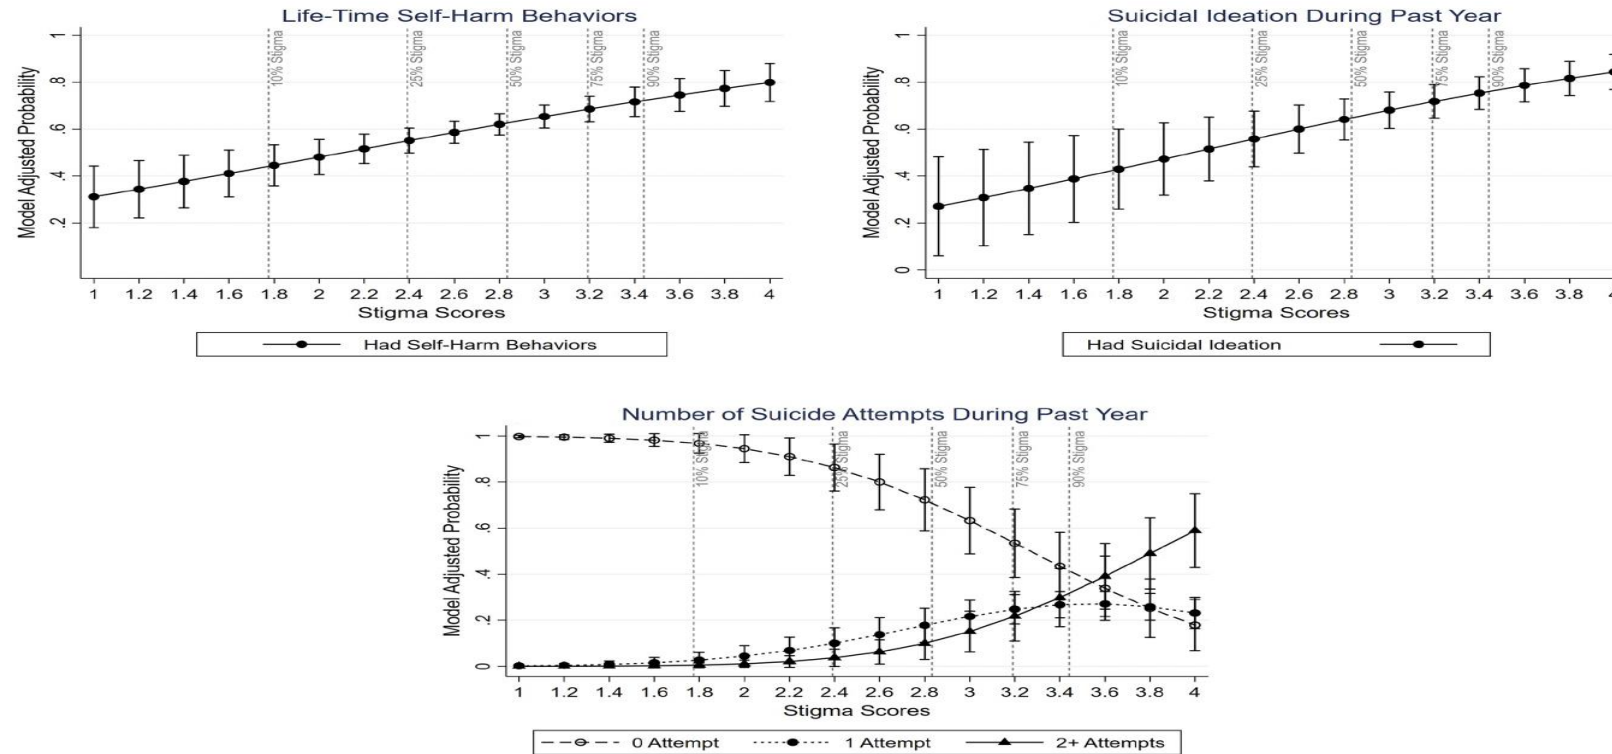 Life-Time Self-Harm Behaviors
Model Adjusted Probability
1
.8
.6
.4
.2
10% Stigma
25% Stigma
50% Stigma
75% Stigma
90% Stigma
1 1.2 1.4 1.6 1.8 2 2.2 2.4 2.6 2.8 3 3.2 3.4 3.6 3.8 4
Stigma Scores
Had Self-Harm Behaviors
Suicidal Ideation During Past Year
Model Adjusted Probability
1
.8
.6
.4
.2
0
10% Stigma
25% Stigma
50% Stigma
75% Stigma
90% Stigma
1 1.2 1.4 1.6 1.8 2 2.2 2.4 2.6 2.8 3 3.2 3.4 3.6 3.8 4
Stigma Scores
Had Suicidal Ideation
Number of Suicide Attempts During Past Year
Model Adjusted Probability
1
.8
.6
.4
.2
0
10% Stigma
25% Stigma
50% Stigma
75% Stigma
90% Stigma
1 1.2 1.4 1.6 1.8 2 2.2 2.4 2.6 2.8 3 3.2 3.4 3.6 3.8 4
Stigma Scores
0 Attempt 1 Attempt 2+ Attempts